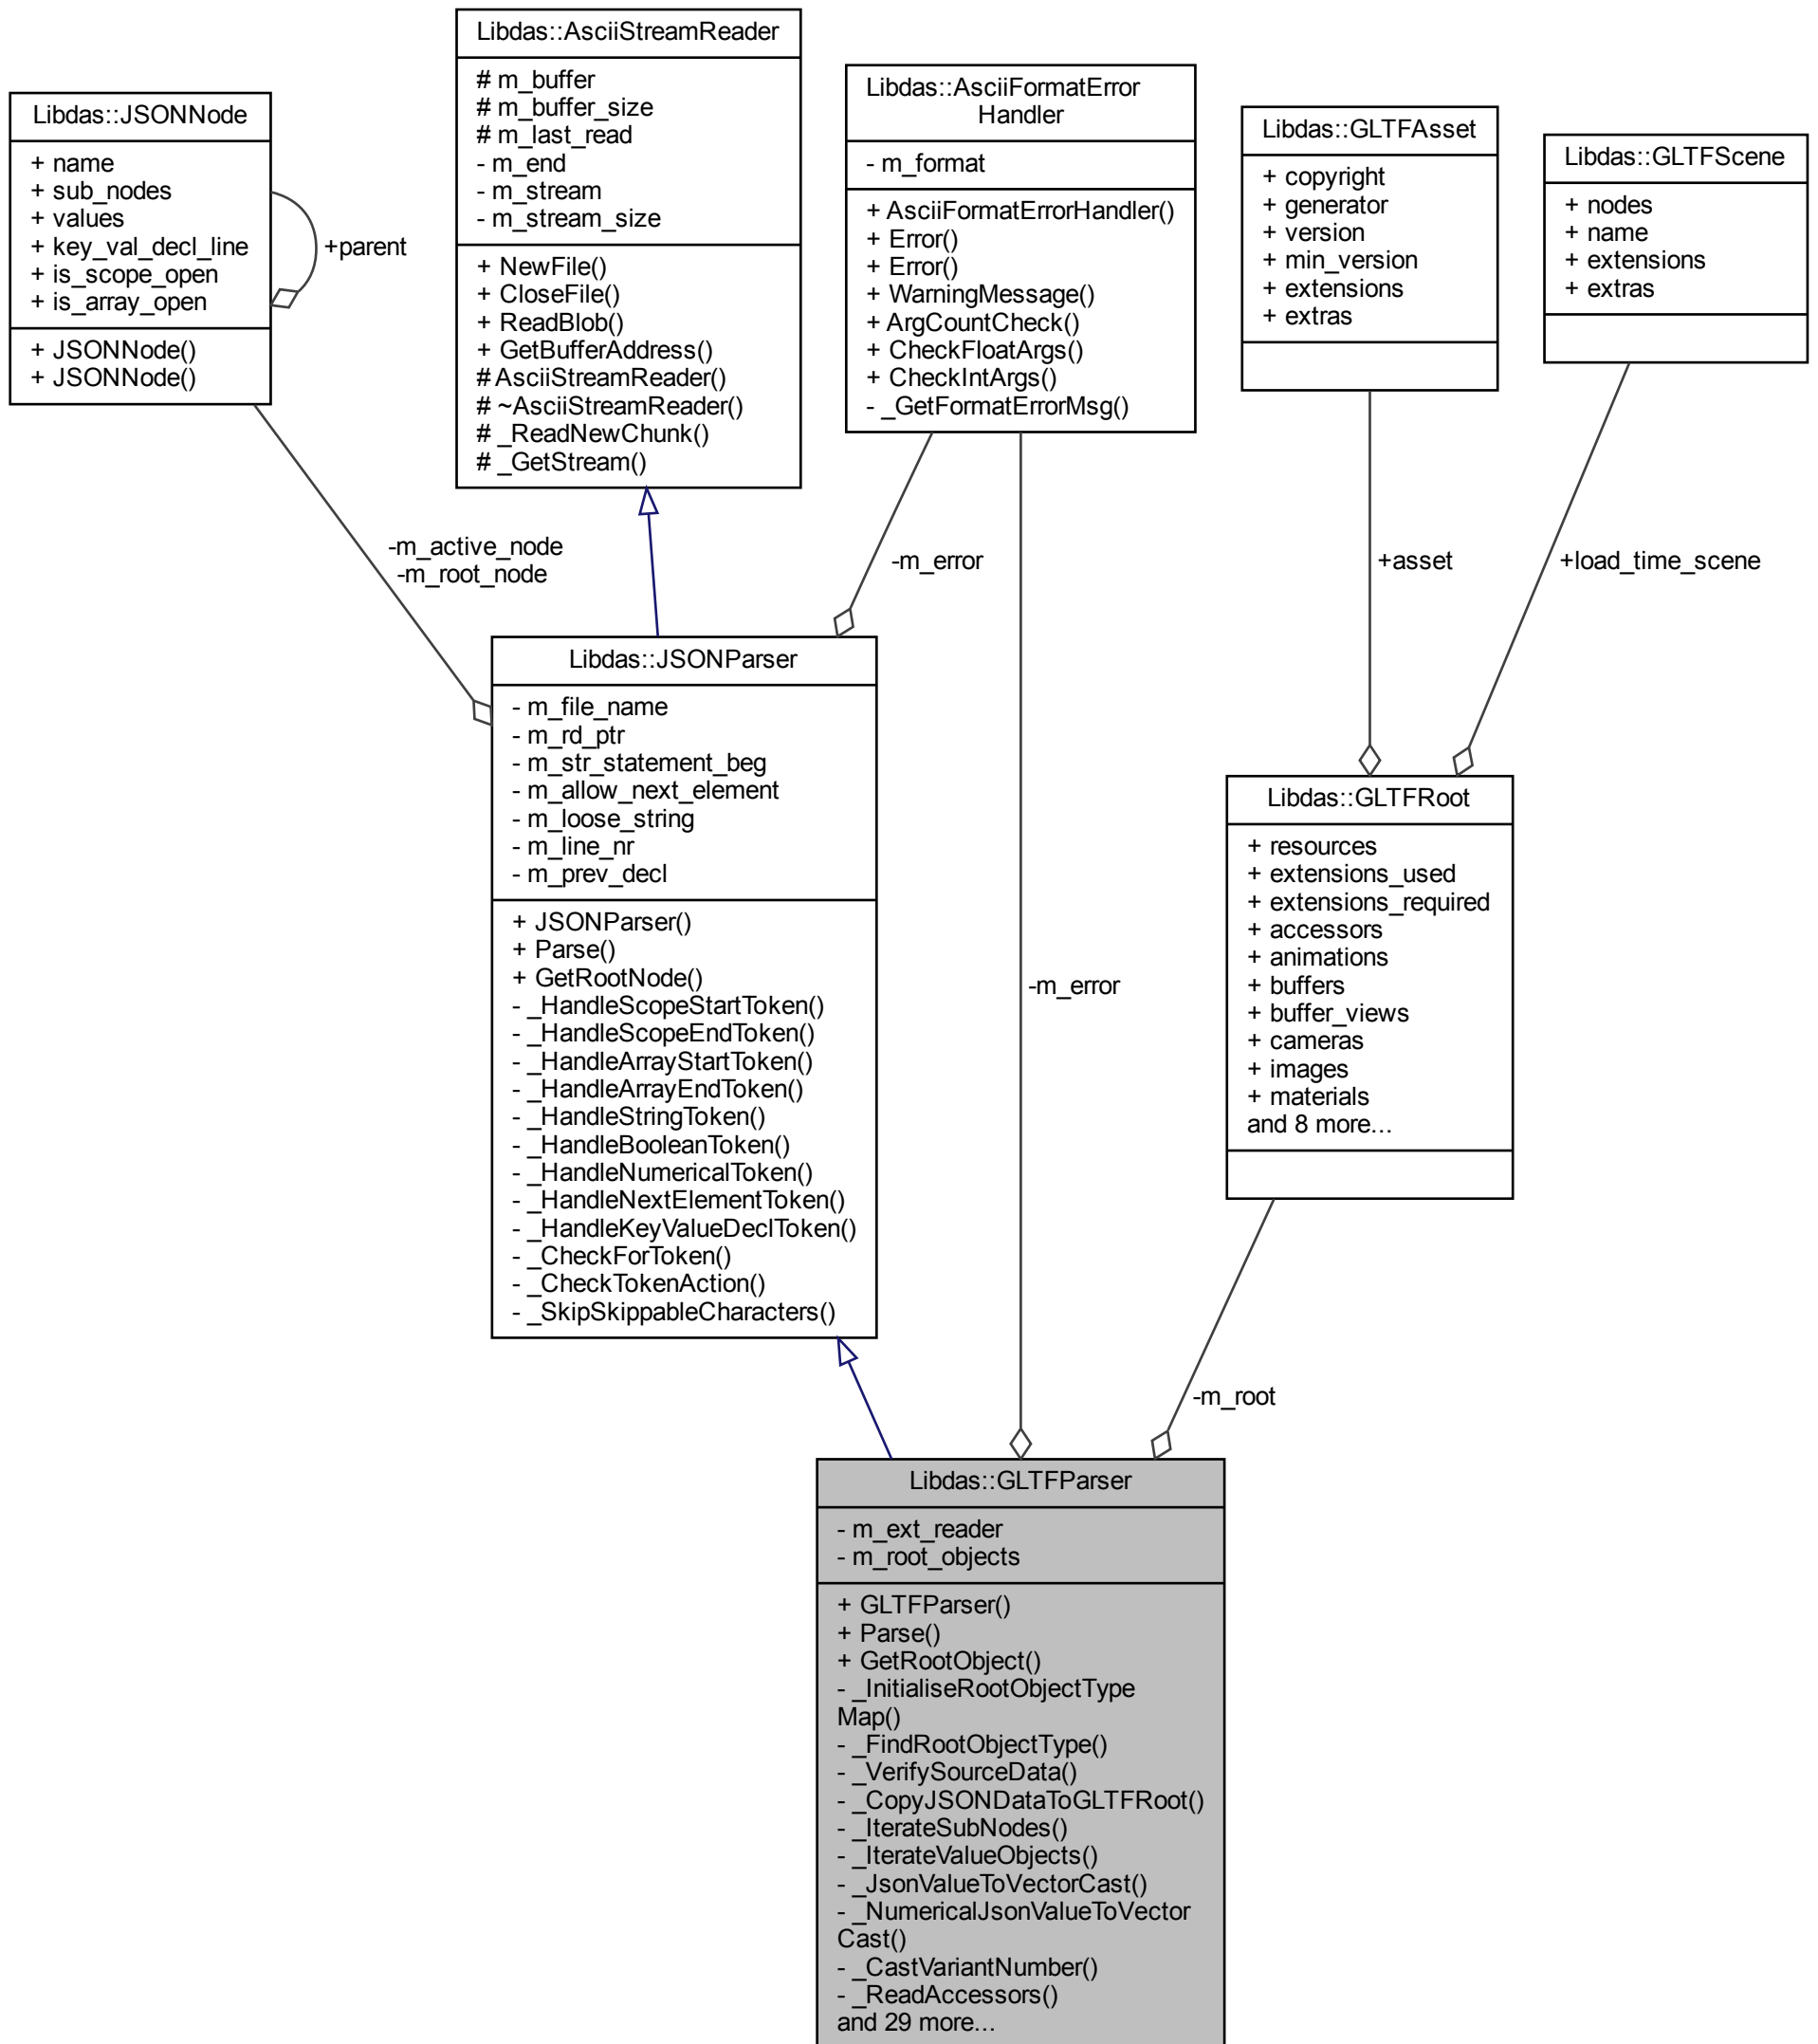 Libdas::JSONNode
+ name
+ sub_nodes
+ values
+ key_val_decl_line
+ is_scope_open
+ is_array_open
+ JSONNode()
+ JSONNode()
+parent
Libdas::AsciiStreamReader
# m_buffer
# m_buffer_size
# m_last_read
- m_end
- m_stream
- m_stream_size
+ NewFile()
+ CloseFile()
+ ReadBlob()
+ GetBufferAddress()
# AsciiStreamReader()
# ~AsciiStreamReader()
# _ReadNewChunk()
# _GetStream()
Libdas::AsciiFormatError
Handler
- m_format
+ AsciiFormatErrorHandler()
+ Error()
+ Error()
+ WarningMessage()
+ ArgCountCheck()
+ CheckFloatArgs()
+ CheckIntArgs()
- _GetFormatErrorMsg()
Libdas::GLTFAsset
+ copyright
+ generator
+ version
+ min_version
+ extensions
+ extras
Libdas::GLTFScene
+ nodes
+ name
+ extensions
+ extras
-m_active_node
-m_root_node
-m_error
+asset
+load_time_scene
Libdas::JSONParser
- m_file_name
- m_rd_ptr
- m_str_statement_beg
- m_allow_next_element
- m_loose_string
- m_line_nr
- m_prev_decl
+ JSONParser()
+ Parse()
+ GetRootNode()
- _HandleScopeStartToken()
- _HandleScopeEndToken()
- _HandleArrayStartToken()
- _HandleArrayEndToken()
- _HandleStringToken()
- _HandleBooleanToken()
- _HandleNumericalToken()
- _HandleNextElementToken()
- _HandleKeyValueDeclToken()
- _CheckForToken()
- _CheckTokenAction()
- _SkipSkippableCharacters()
-m_error
Libdas::GLTFRoot
+ resources
+ extensions_used
+ extensions_required
+ accessors
+ animations
+ buffers
+ buffer_views
+ cameras
+ images
+ materials
and 8 more...
-m_root
Libdas::GLTFParser
- m_ext_reader
- m_root_objects
+ GLTFParser()
+ Parse()
+ GetRootObject()
- _InitialiseRootObjectType
Map()
- _FindRootObjectType()
- _VerifySourceData()
- _CopyJSONDataToGLTFRoot()
- _IterateSubNodes()
- _IterateValueObjects()
- _JsonValueToVectorCast()
- _NumericalJsonValueToVector
Cast()
- _CastVariantNumber()
- _ReadAccessors()
and 29 more...